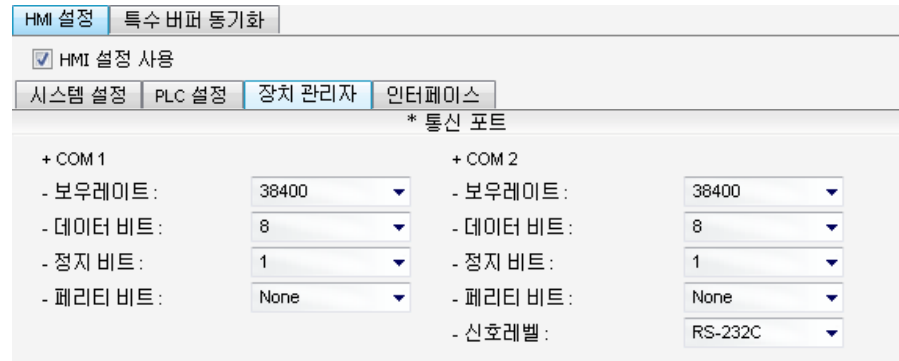 HMI 설정 특수 버퍼 동기화
HMI 설정 사용
시스템 설정 PLC 설정 장치 관리자 인터페이스
* 통신 포트
+ COM 1 + COM 2
- 보우레이트 : 38400 - 보우레이트 : 38400
- 데이터 비트 : 8 - 데이터 비트 : 8
- 정지 비트 : 1 - 정지 비트 : 1
- 페리티 비트 : None - 페리티 비트 : None
- 신호레벨 : RS-232C